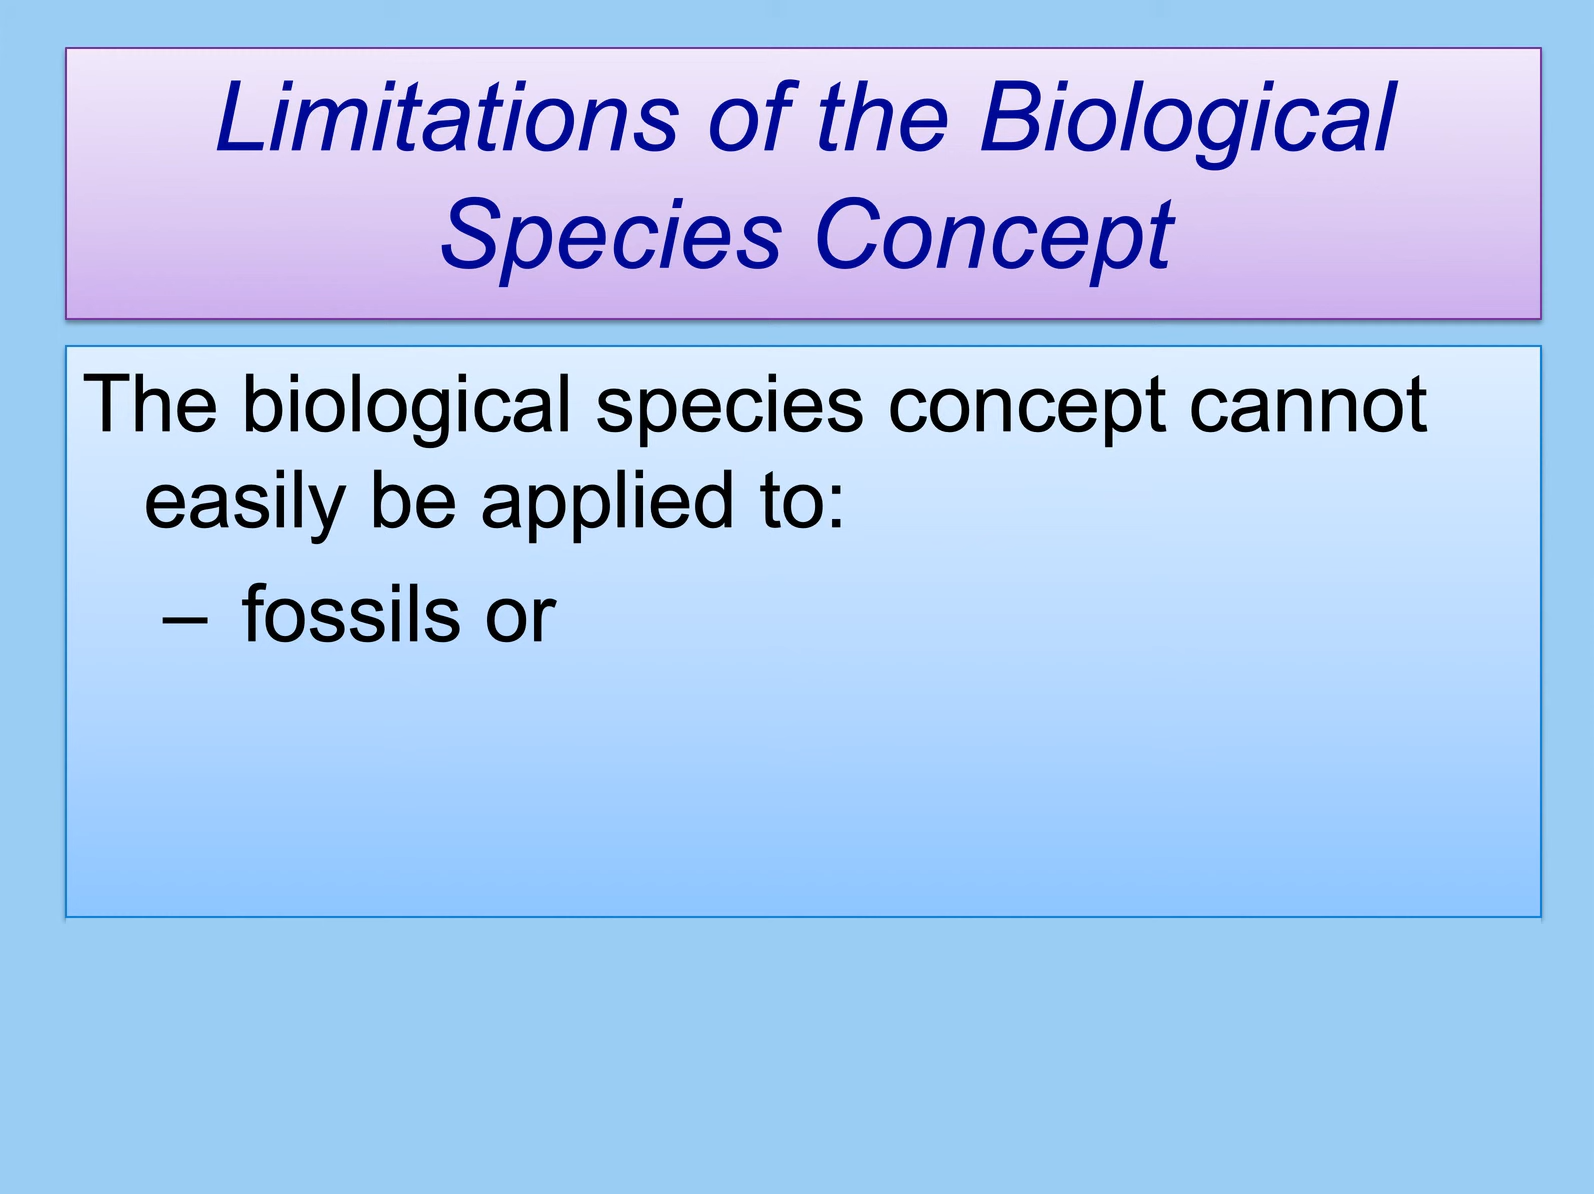 Limitations of the Biological
Species Concept
The biological species concept cannot
easily be applied to:
– fossils or